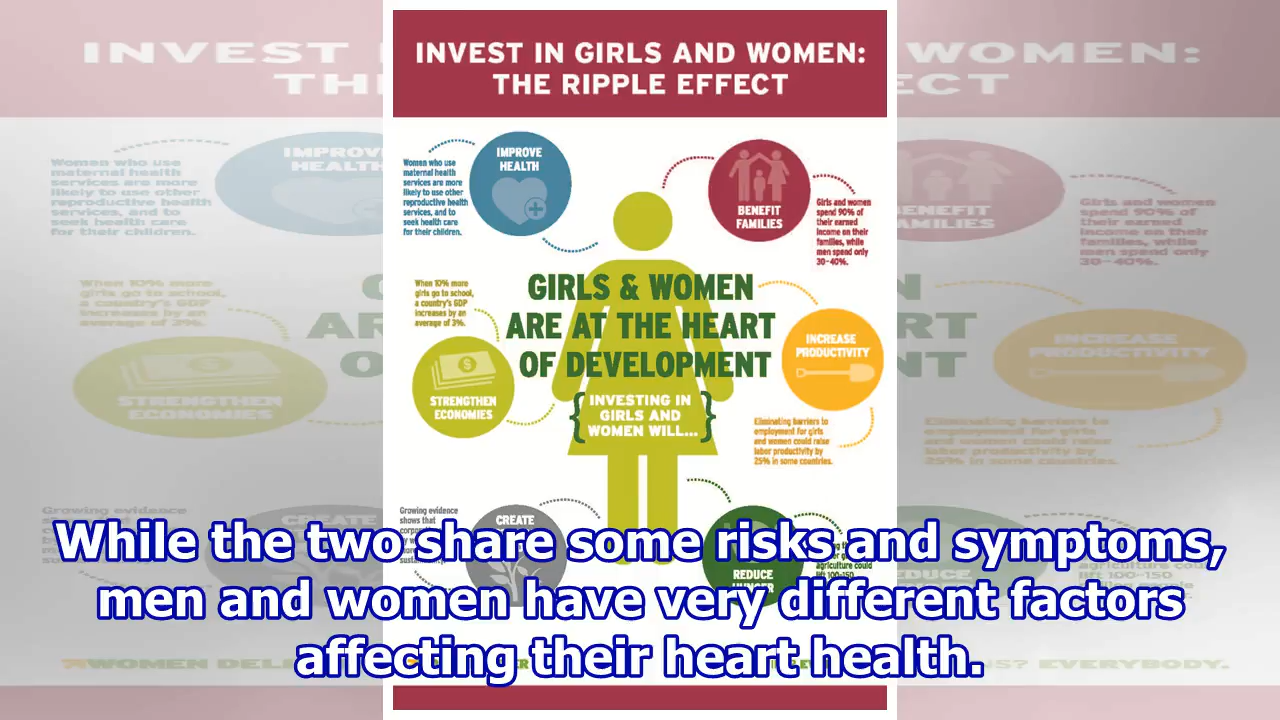 INVEST IN GIRLS AND WOMEN:
THE RIPPLE EFFECT
IMPROVE
HEALTH
Women who use
maternal health
services are more
likely to use other
reproductive health
services, and to
seek health care
for their children.
BENEFIT
FAMILIES
Girls and women
spend 90% of
their earned
income on their
families, while
men spend only
30-40%.
GIRLS & WOMEN
ARE AT THE HEART
OF DEVELOPMENT
{INVESTING IN
GIRLS AND
WOMEN WILL...}
When 10% more
girls go to school,
a country's GDP
increases by an
average of 3%.
STRENGTHEN
ECONOMIES
INCREASE
PRODUCTIVITY
Eliminating barriers to
employment for girls
and women could raise
labor productivity by
25% in some countries.
Growing evidence
shows that
CREATE
REDUCE
HUNGER
agriculture could
While the two share some risks and symptoms,
men and women have very different factors
affecting their heart health.